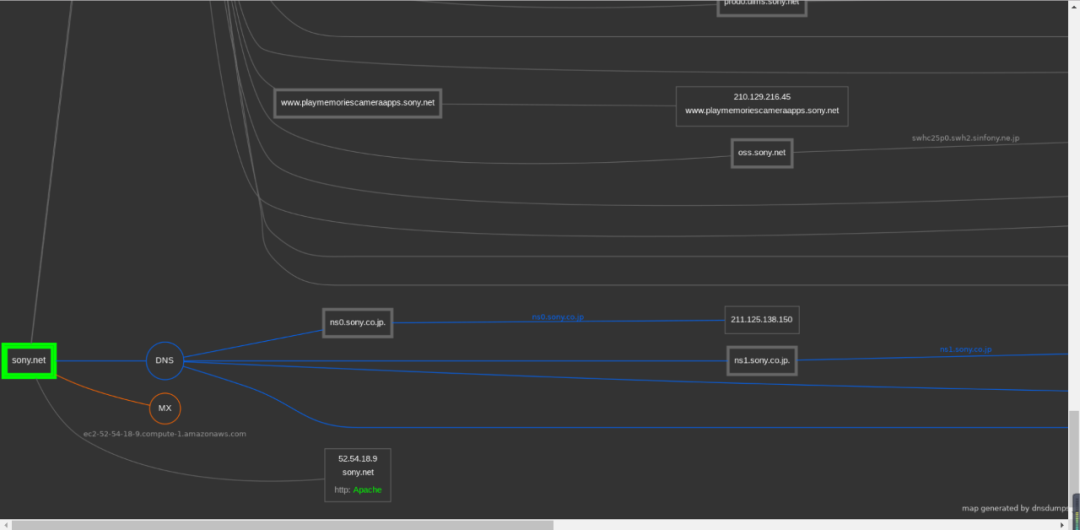 prod0.dims.sony.net
www.playmemoriescameraapps.sony.net
210.129.216.45
www.playmemoriescameraapps.sony.net
swhc25p0.swh2.sinfony.ne.jp
oss.sony.net
ns0.sony.co.jp.
ns0.sony.co.jp
211.125.138.150
ns1.sony.co.jp
sony.net
DNS
ns1.sony.co.jp.
MX
ec2-52-54-18-9.compute-1.amazonaws.com
52.54.18.9
sony.net
http: Apache
map generated by dnsdump